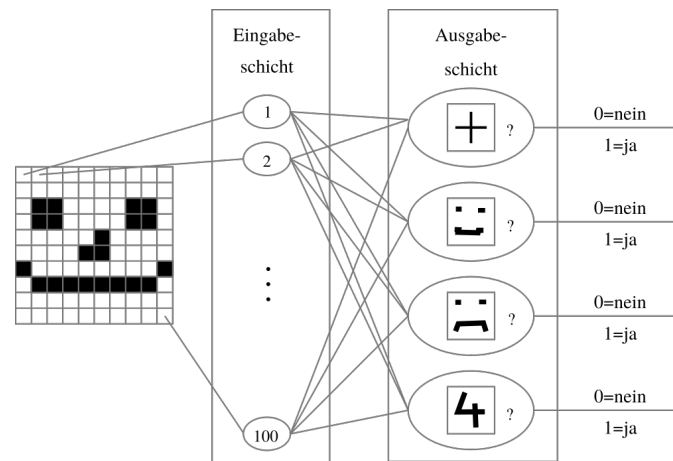 Eingabe-
schicht
Ausgabe-
schicht
1
2
100
?
0=nein
1=ja
?
0=nein
1=ja
?
0=nein
1=ja
4
?
0=nein
1=ja